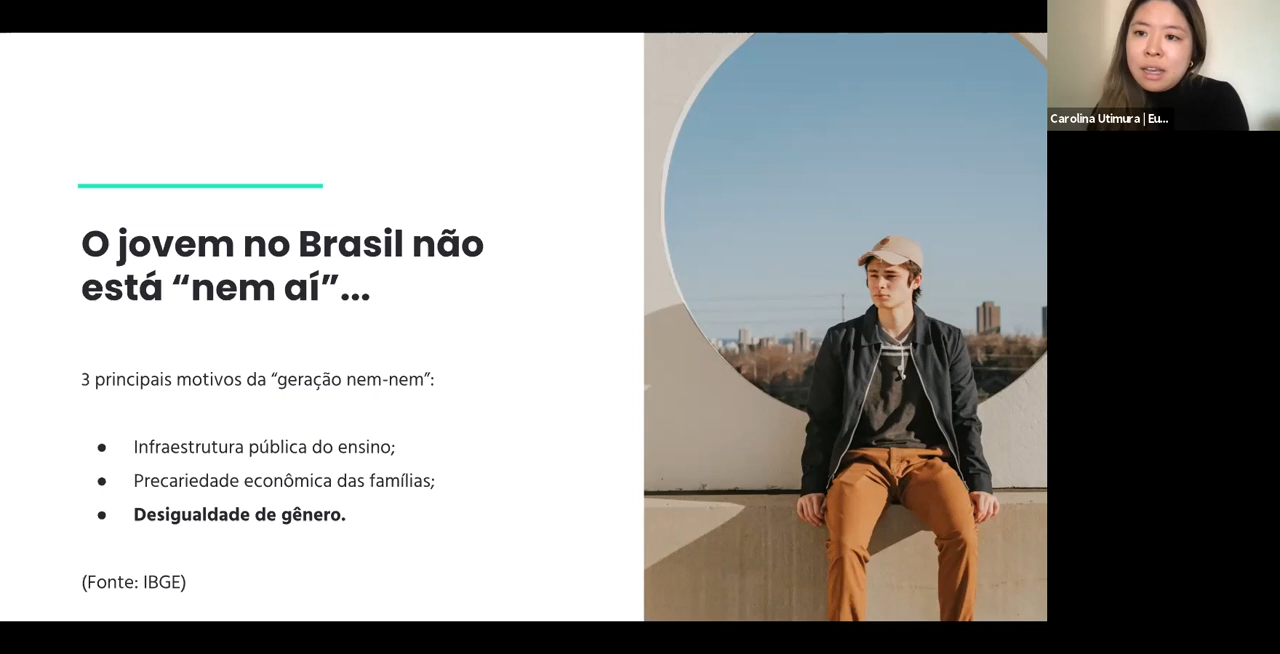 O jovem no Brasil não
está “nem aí”...
3 principais motivos da “geração nem-nem”:
● Infraestrutura pública do ensino;
● Precariedade econômica das famílias;
● Desigualdade de gênero.
(Fonte: IBGE)
Carolina Utimura | Eu...